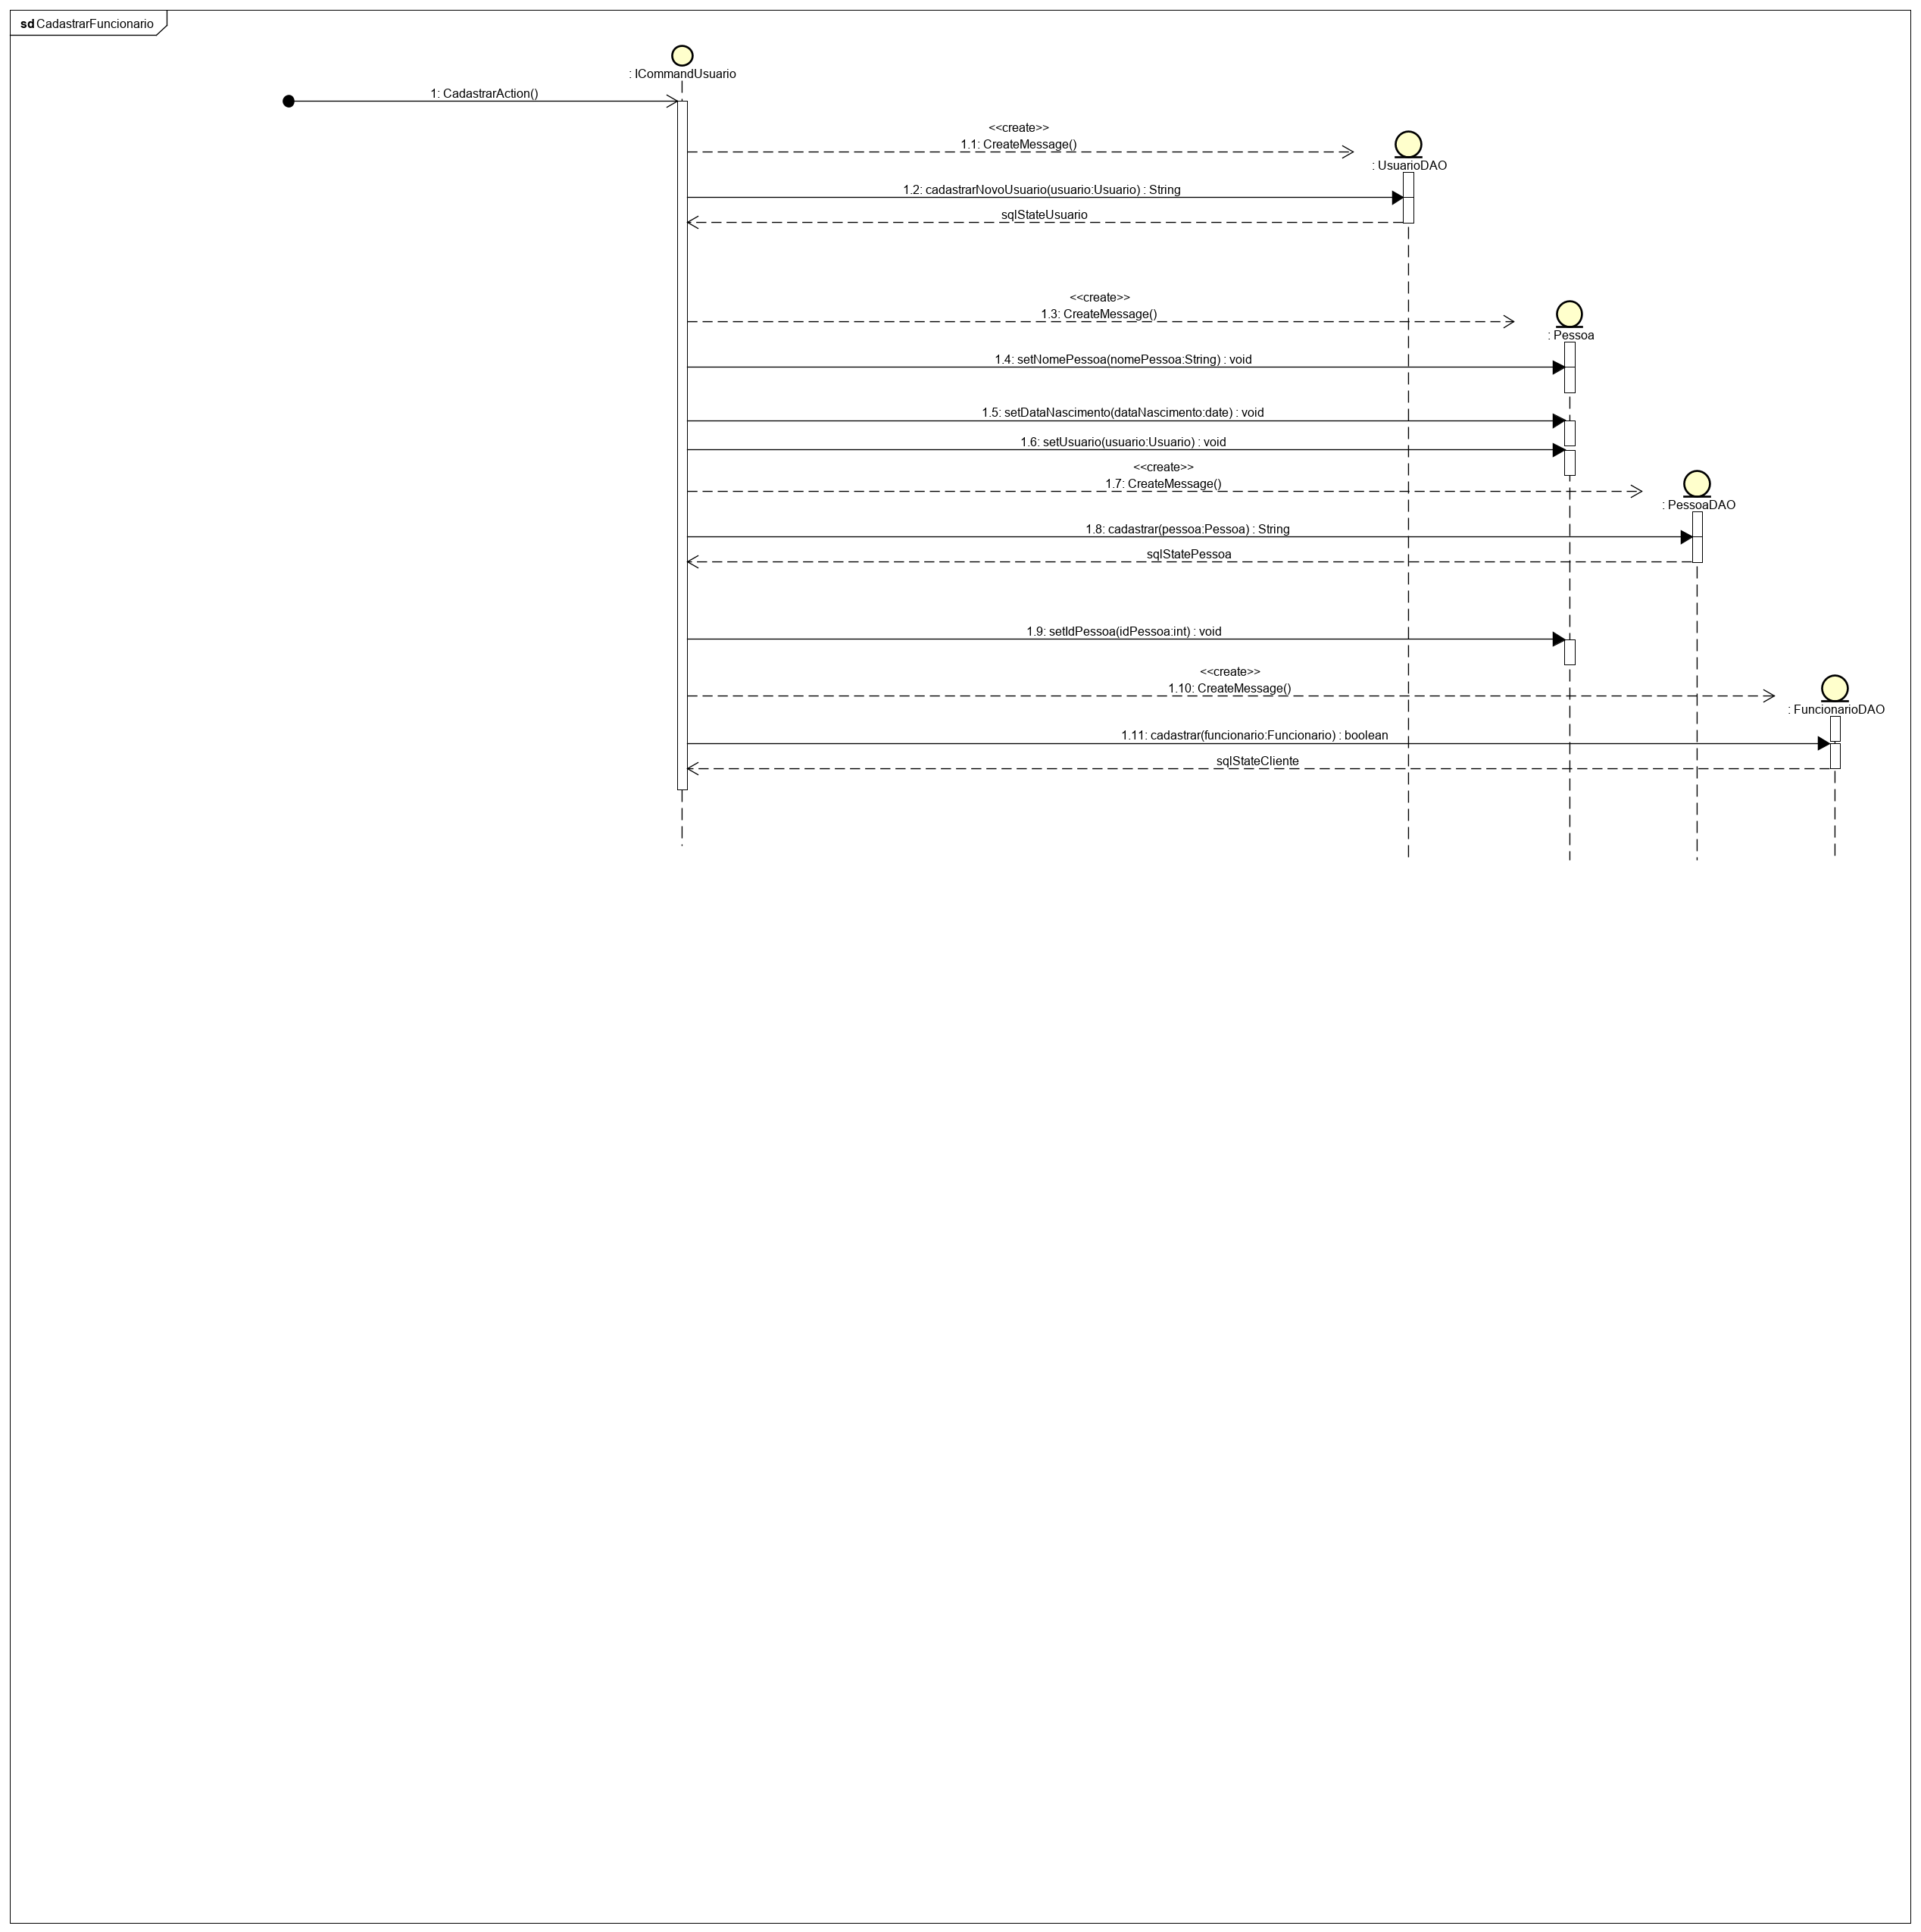 sd CadastrarFuncionario
: ICommandUsuario
1: CadastrarAction()
<<create>>
1.1: CreateMessage()
: UsuarioDAO
1.2: cadastrarNovoUsuario(usuario:Usuario) : String
sqlStateUsuario
<<create>>
1.3: CreateMessage()
: Pessoa
1.4: setNomePessoa(nomePessoa:String) : void
1.5: setDataNascimento(dataNascimento:date) : void
1.6: setUsuario(usuario:Usuario) : void
<<create>>
1.7: CreateMessage()
: PessoaDAO
1.8: cadastrar(pessoa:Pessoa) : String
sqlStatePessoa
1.9: setIdPessoa(idPessoa:int) : void
<<create>>
1.10: CreateMessage()
: FuncionarioDAO
1.11: cadastrar(funcionario:Funcionario) : boolean
sqlStateCliente